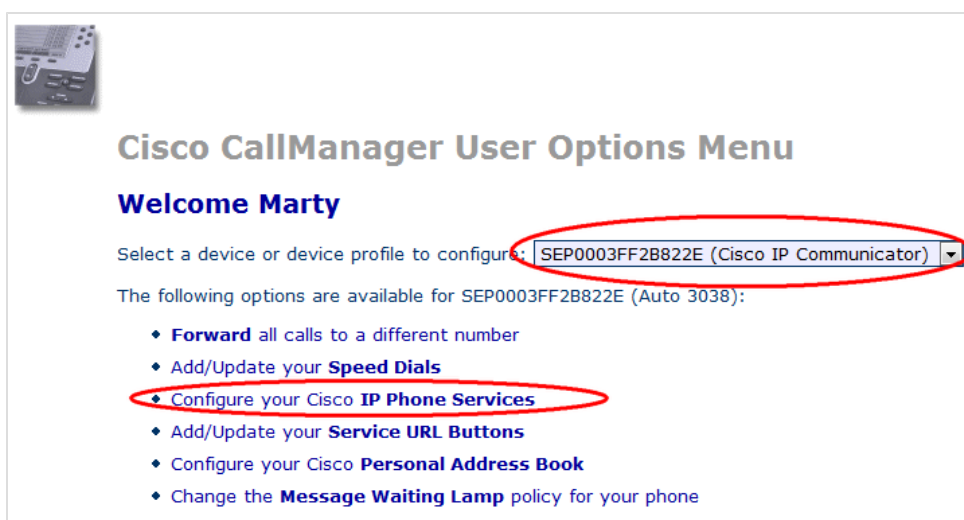 Cisco CallManager User Options Menu
Welcome Marty
Select a device or device profile to configure: SEP0003FF2B822E (Cisco IP Communicator)
The following options are available for SEP0003FF2B822E (Auto 3038):
Forward all calls to a different number
Add/Update your Speed Dials
Configure your Cisco IP Phone Services
Add/Update your Service URL Buttons
Configure your Cisco Personal Address Book
Change the Message Waiting Lamp policy for your phone